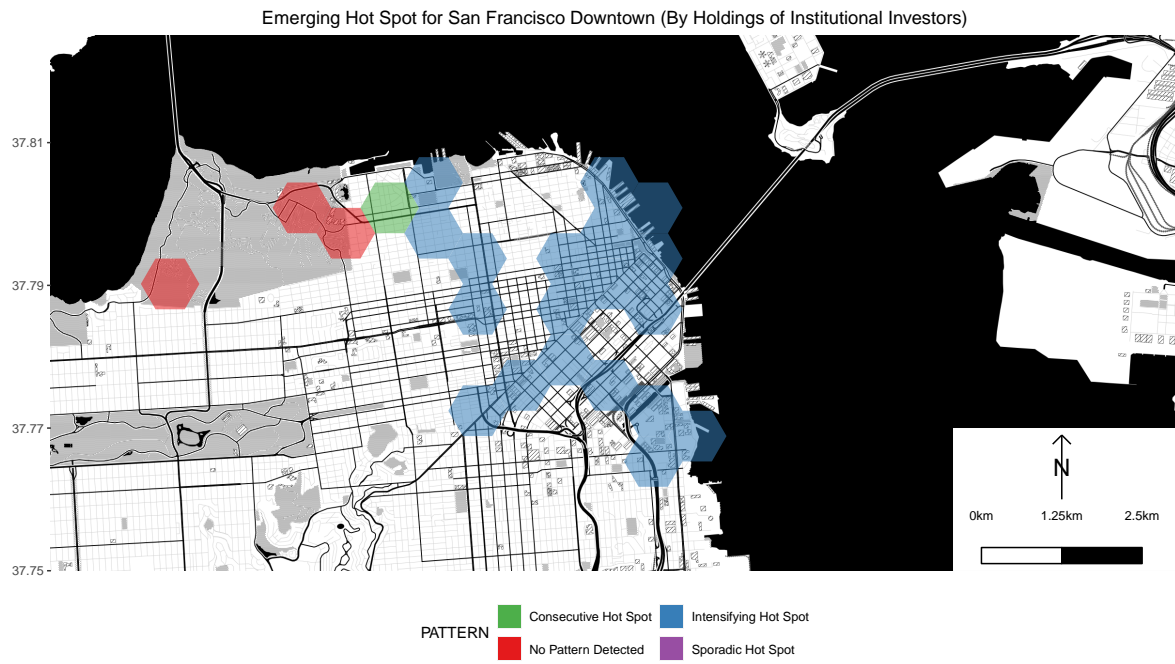 Emerging Hot Spot for San Francisco Downtown (By Holdings of Institutional Investors)
37.81
37.79
37.77
37.75
N
0km 1.25km 2.5km
PATTERN
Consecutive Hot Spot
Intensifying Hot Spot
No Pattern Detected
Sporadic Hot Spot